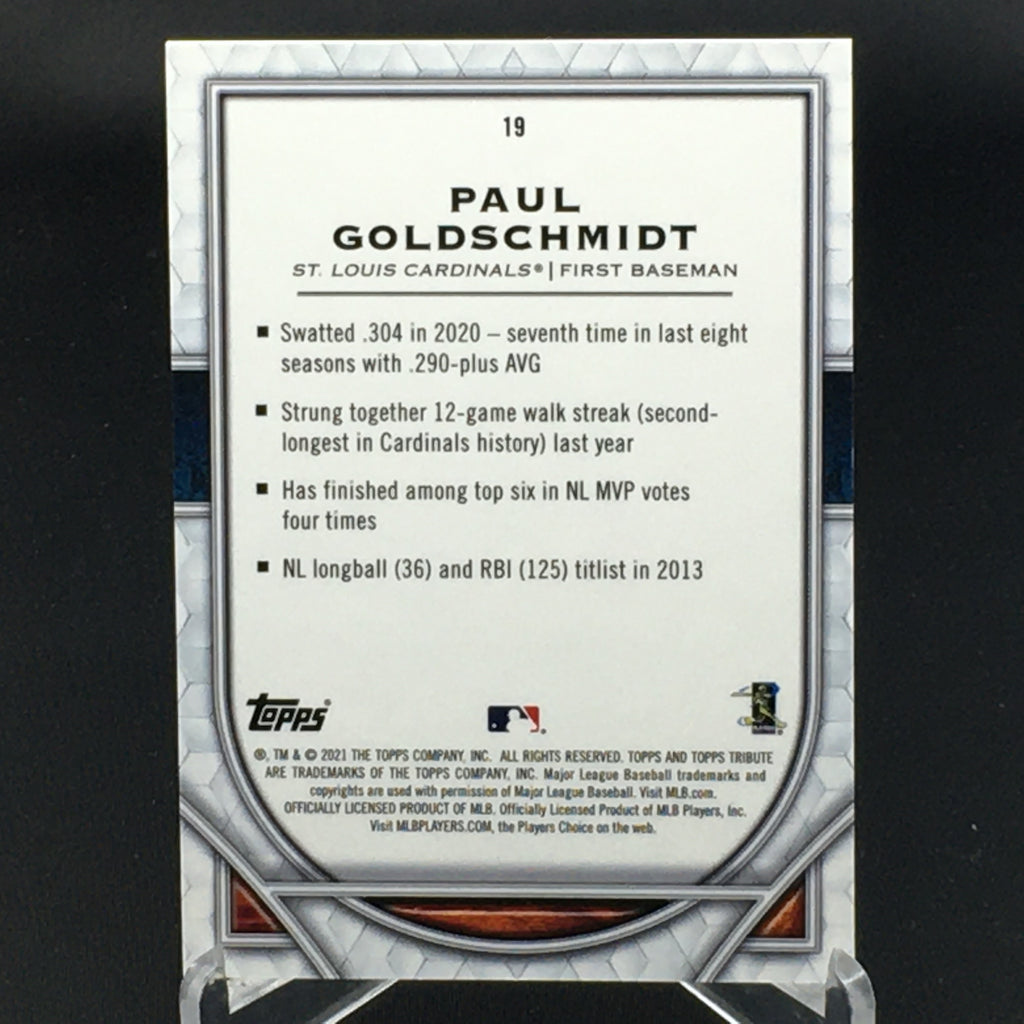 19
PAUL
GOLDSCHMIDT
ST. LOUIS CARDINALS® | FIRST BASEMAN
■ Swatted .304 in 2020 – seventh time in last eight
seasons with .290-plus AVG
■ Strung together 12-game walk streak (second-
longest in Cardinals history) last year
■ Has finished among top six in NL MVP votes
four times
■ NL longball (36) and RBI (125) titlist in 2013
TOPPS®
®, TM & © 2021 THE TOPPS COMPANY, INC. ALL RIGHTS RESERVED. TOPPS AND TOPPS TRIBUTE
ARE TRADEMARKS OF THE TOPPS COMPANY, INC. Major League Baseball trademarks and
copyrights are used with permission of Major League Baseball. Visit MLB.com.
OFFICIALLY LICENSED PRODUCT OF MLB. Officially Licensed Product of MLB Players, Inc.
Visit MLBPLAYERS.COM, the Players Choice on the web.